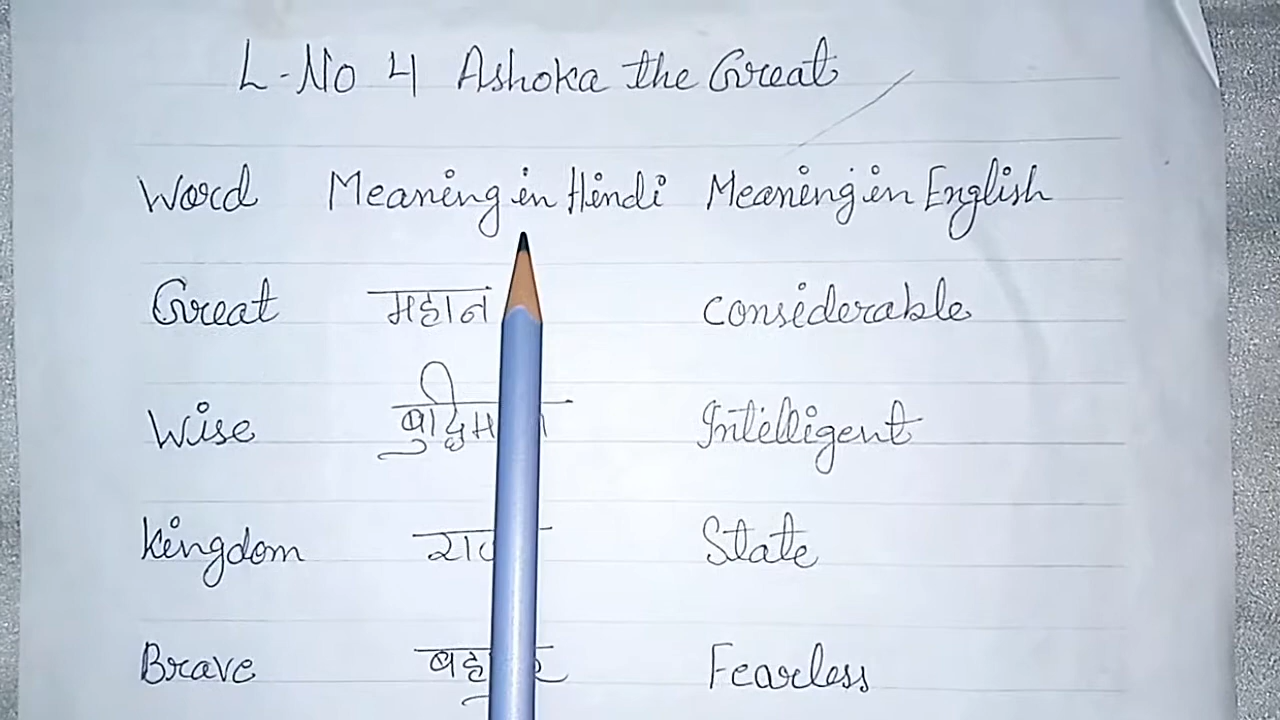 L-No 4 Ashoka the Great
Word Meaning in Hindi Meaning in English
Great महान Considerable
Wise Intelligent
Kingdom State
Brave Fearless